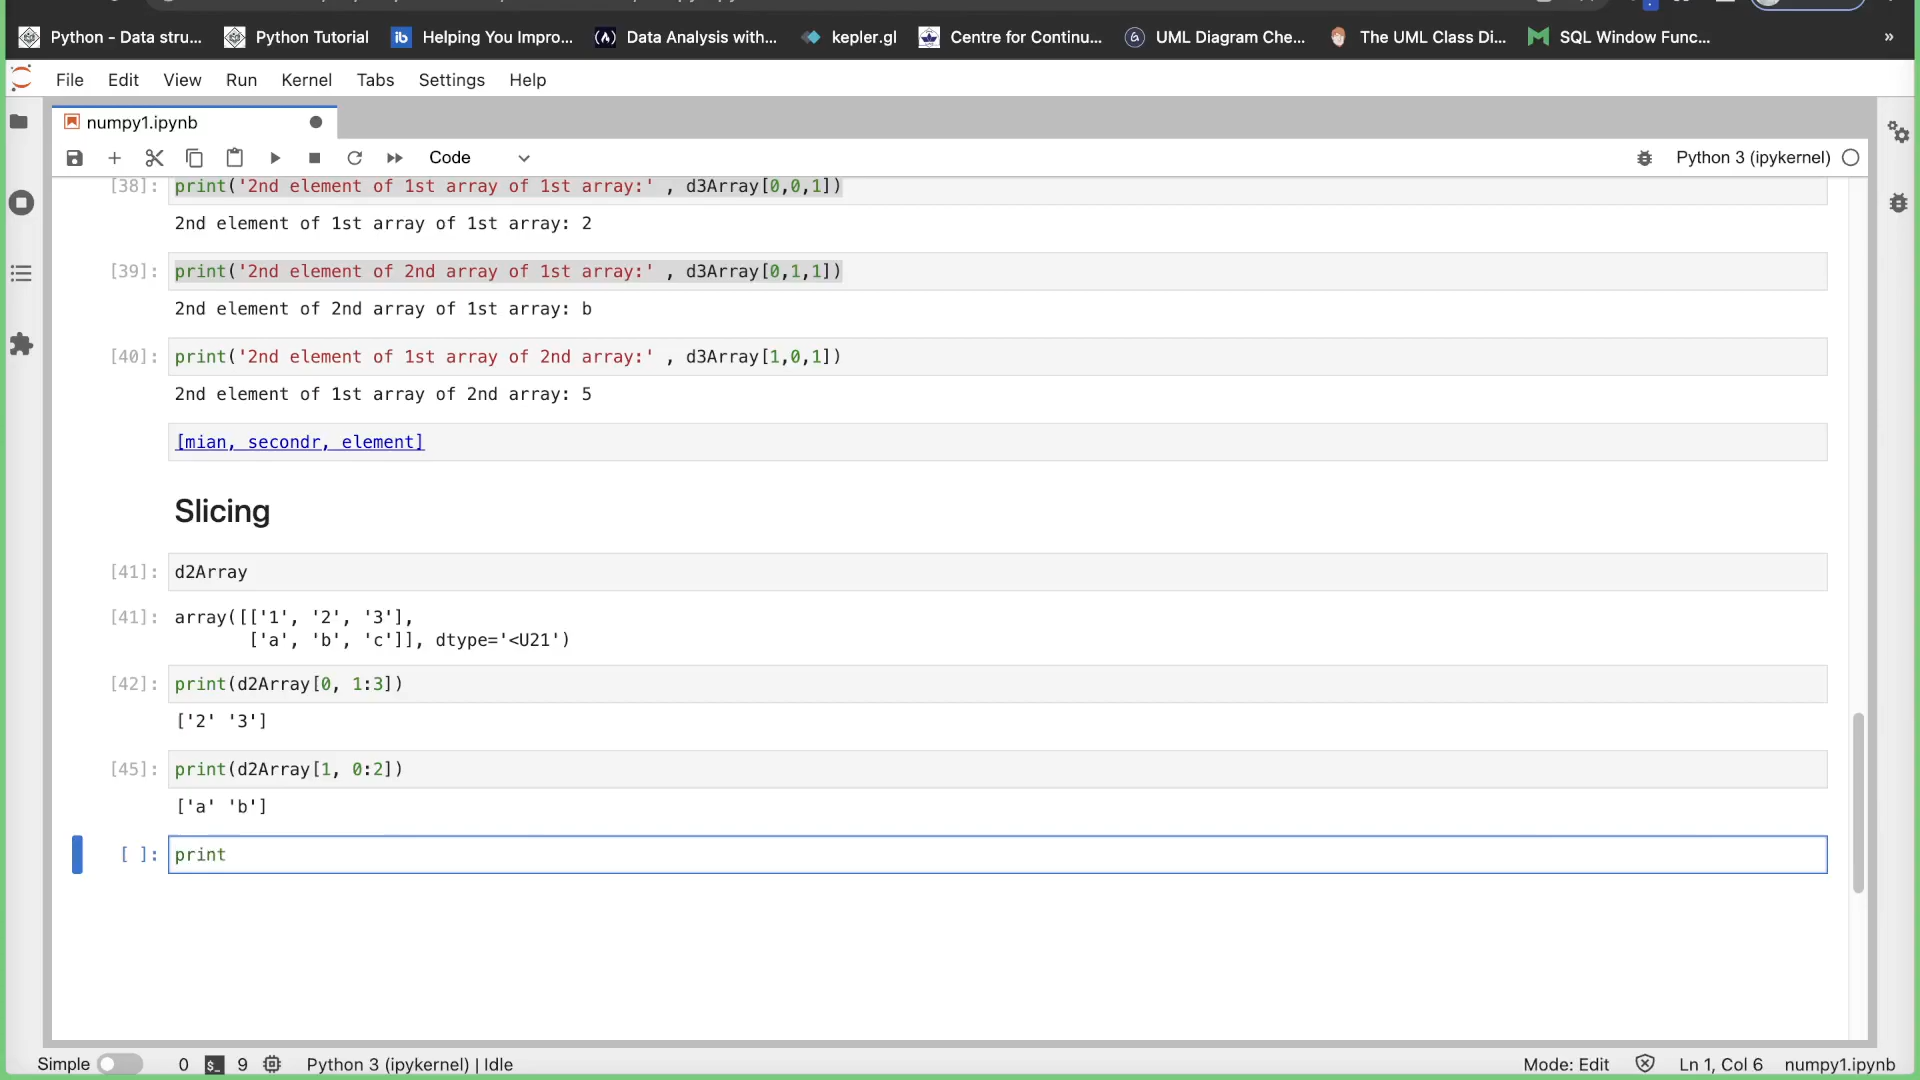 Python - Data stru...
Python Tutorial
ib
Helping You Impro...
Data Analysis with...
kepler.gl
Centre for Continu...
UML Diagram Che...
The UML Class Di...
SQL Window Func...
»
File
Edit
View
Run
Kernel
Tabs
Settings
Help
numpy1.ipynb
Code
Python 3 (ipykernel)
[38]:
print('2nd element of 1st array of 1st array:' , d3Array[0,0,1])
2nd element of 1st array of 1st array: 2
[39]:
print('2nd element of 2nd array of 1st array:' , d3Array[0,1,1])
2nd element of 2nd array of 1st array: b
[40]:
print('2nd element of 1st array of 2nd array:' , d3Array[1,0,1])
2nd element of 1st array of 2nd array: 5
[mian, secondr, element]
Slicing
[41]:
d2Array
[41]:
array([['1', '2', '3'],
['a', 'b', 'c']], dtype='<U21')
[42]:
print(d2Array[0, 1:3])
['2' '3']
[45]:
print(d2Array[1, 0:2])
['a' 'b']
[ ]:
print
Simple
0
$_
9
Python 3 (ipykernel) | Idle
Mode: Edit
Ln 1, Col 6
numpy1.ipynb